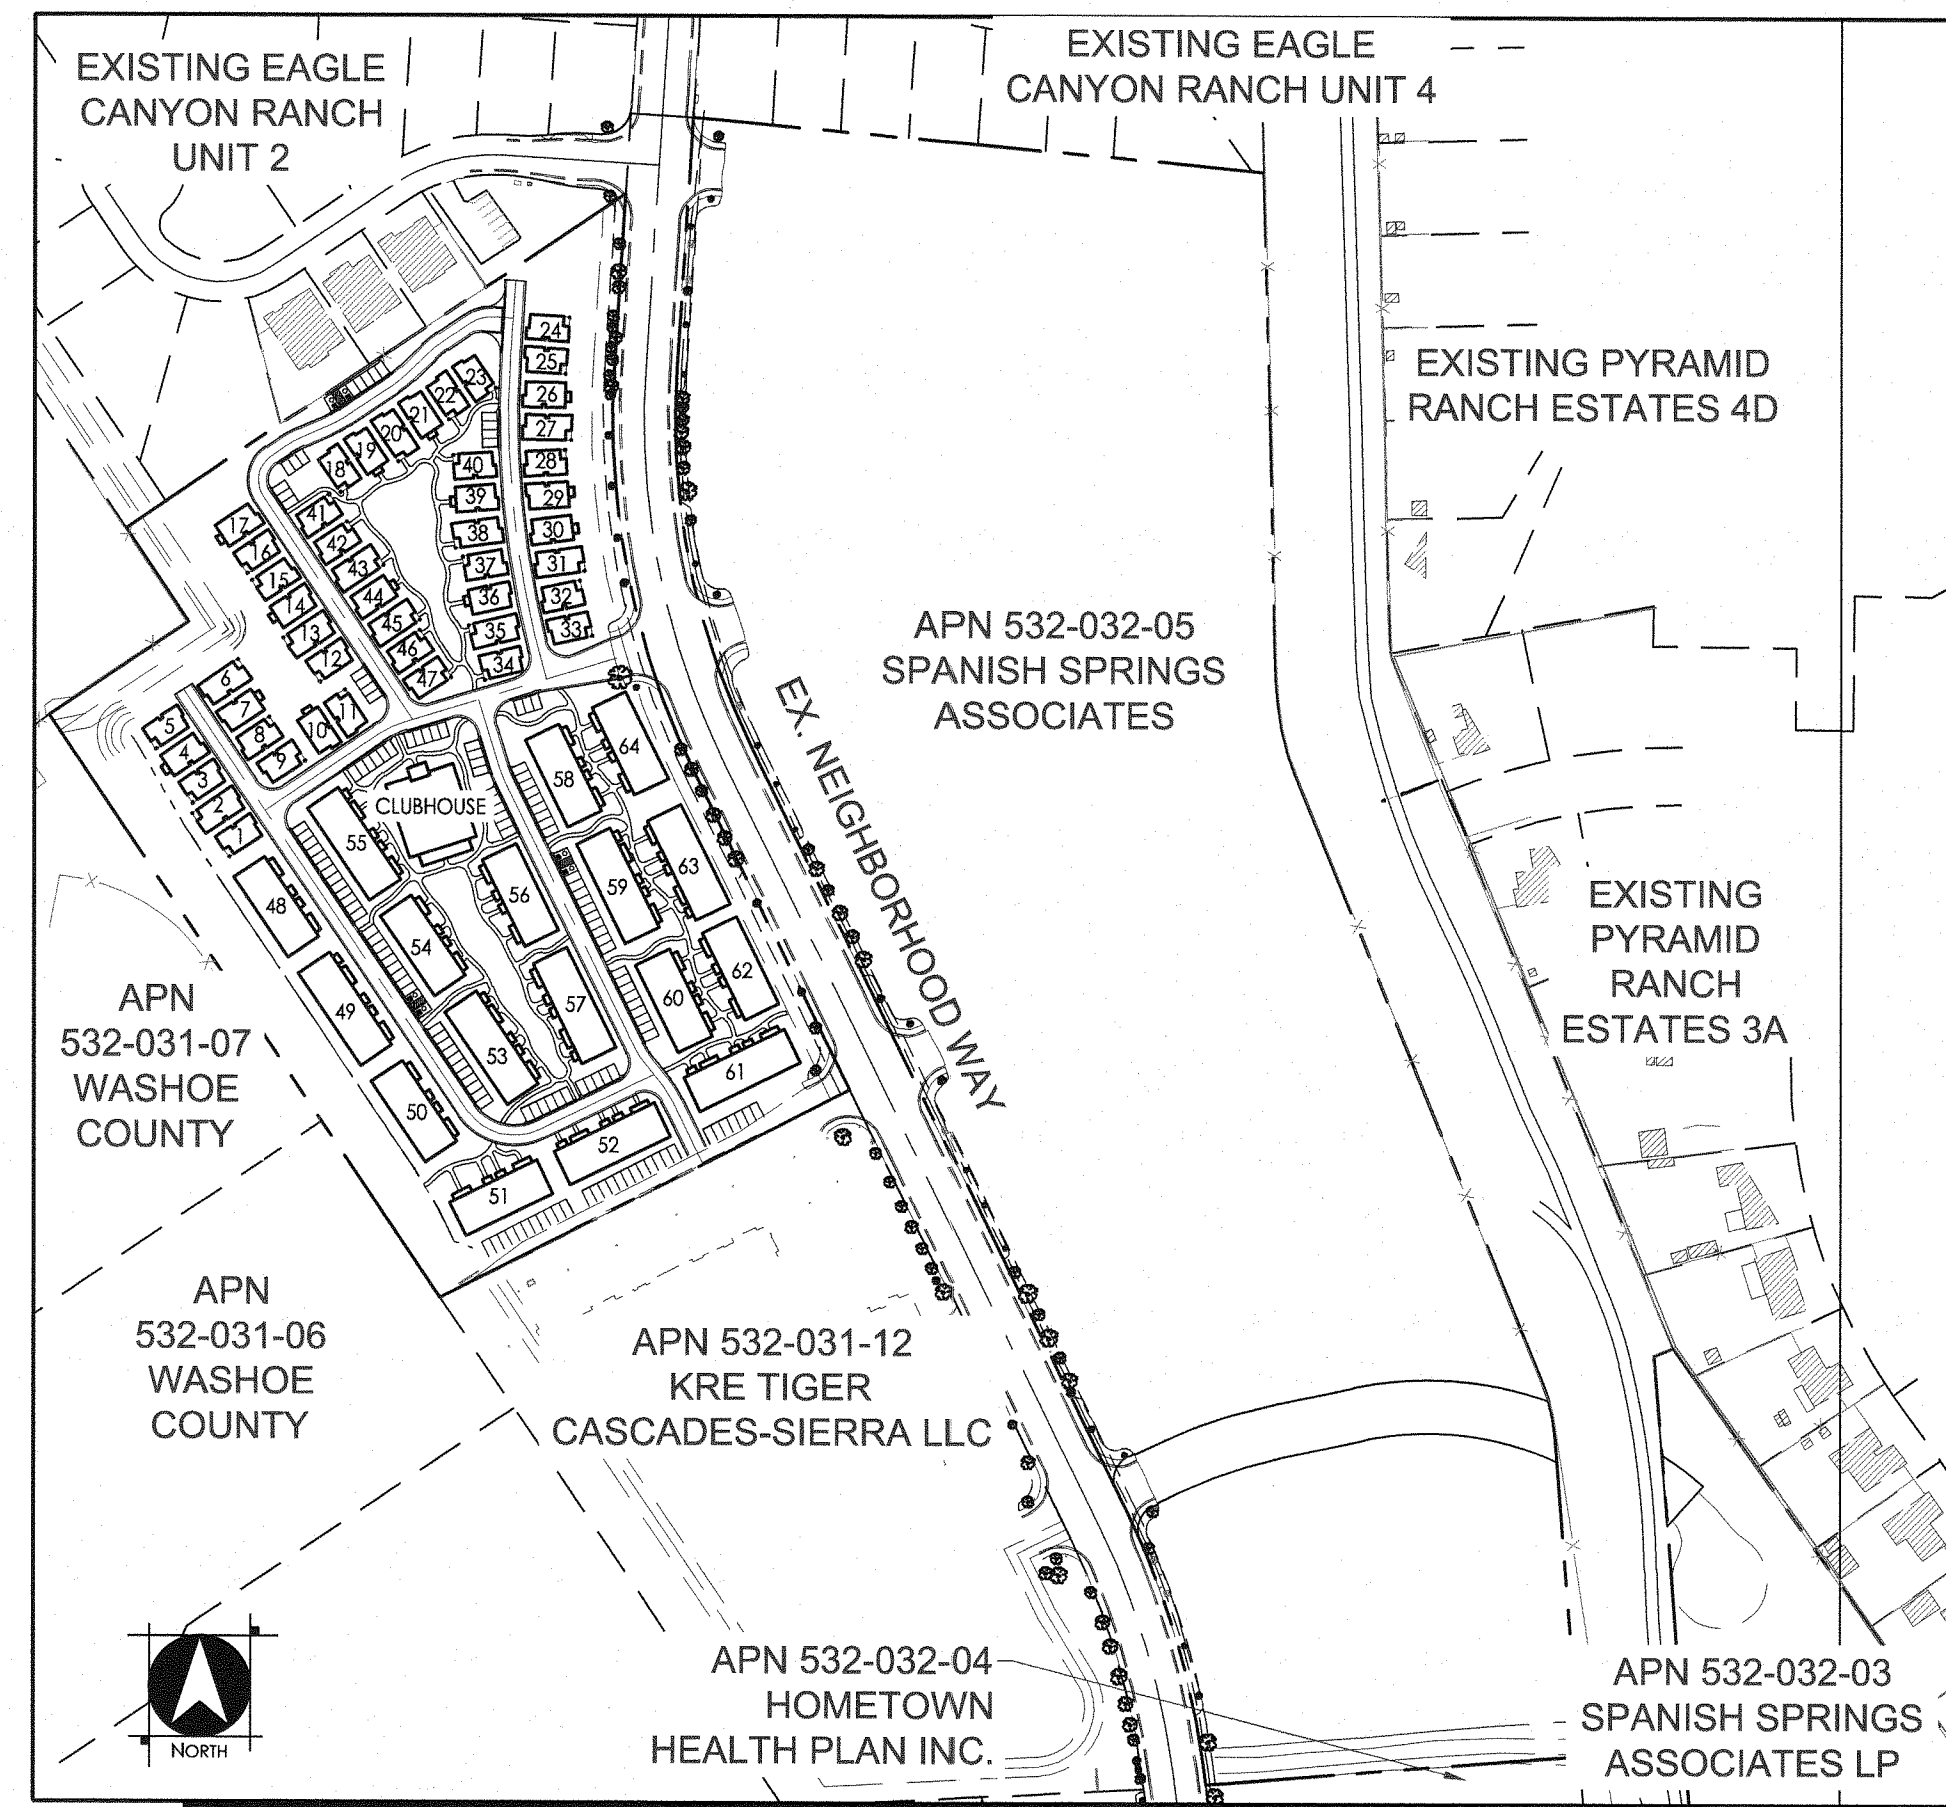 EXISTING EAGLE
CANYON RANCH
UNIT 2
EXISTING EAGLE
CANYON RANCH UNIT 4
EXISTING PYRAMID
RANCH ESTATES 4D
APN 532-032-05
SPANISH SPRINGS
ASSOCIATES
EX. NEIGHBORHOOD WAY
EXISTING
PYRAMID
RANCH
ESTATES 3A
24
25
26
27
28
29
30
31
32
33
23
22
21
20
19
18
40
39
38
37
36
35
34
41
42
43
44
45
46
47
17
16
15
14
13
12
11
10
6
7
8
9
5
4
3
2
1
CLUBHOUSE
64
58
55
63
59
56
48
54
62
60
57
49
53
61
50
52
51
APN
532-031-07
WASHOE
COUNTY
APN
532-031-06
WASHOE
COUNTY
APN 532-031-12
KRE TIGER
CASCADES-SIERRA LLC
APN 532-032-04
HOMETOWN
HEALTH PLAN INC.
APN 532-032-03
SPANISH SPRINGS
ASSOCIATES LP
NORTH